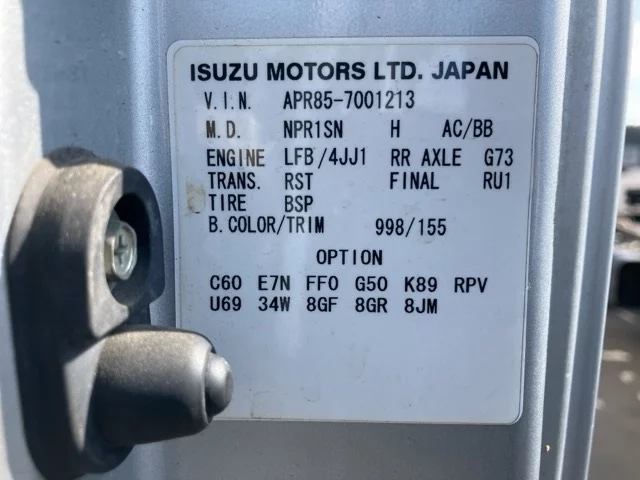 ISUZU MOTORS LTD. JAPAN
V.I.N. APR85-7001213
M.D. NPR1SN H AC/BB
ENGINE LFB/4JJ1 RR AXLE G73
TRANS. RST FINAL RU1
TIRE BSP
B.COLOR/TRIM 998/155
OPTION
C60 E7N FF0 G50 K89 RPV
U69 34W 8GF 8GR 8JM